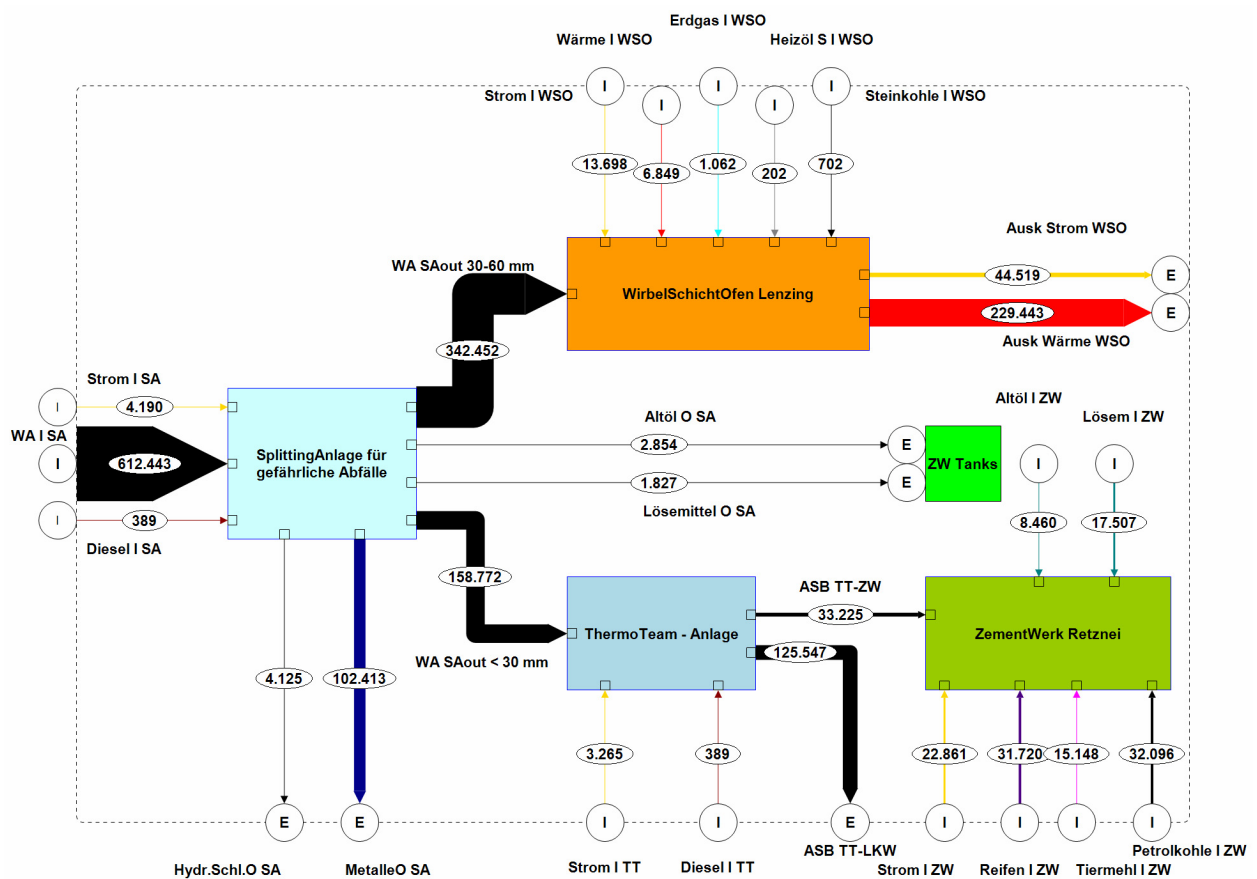 Erdgas I WSO
Wärme I WSO
Heizöl S I WSO
Strom I WSO
Steinkohle I WSO
I
I
I
I
I
13.698
6.849
1.062
202
702
WA SAout 30-60 mm
WirbelSchichtOfen Lenzing
Ausk Strom WSO
44.519
E
229.443
E
Ausk Wärme WSO
342.452
Strom I SA
I
4.190
WA I SA
I
612.443
I
389
Diesel I SA
SplittingAnlage für
gefährliche Abfälle
Altöl O SA
2.854
E
1.827
E
Lösemittel O SA
ZW Tanks
Altöl I ZW
Lösem I ZW
I
I
8.460
17.507
158.772
WA SAout < 30 mm
ThermoTeam - Anlage
ASB TT-ZW
33.225
125.547
ZementWerk Retznei
4.125
102.413
3.265
389
22.861
31.720
15.148
32.096
E
E
I
I
E
I
I
I
I
Hydr.Schl.O SA
MetalleO SA
Strom I TT
Diesel I TT
ASB TT-LKW
Strom I ZW
Reifen I ZW
Tiermehl I ZW
Petrolkohle I ZW